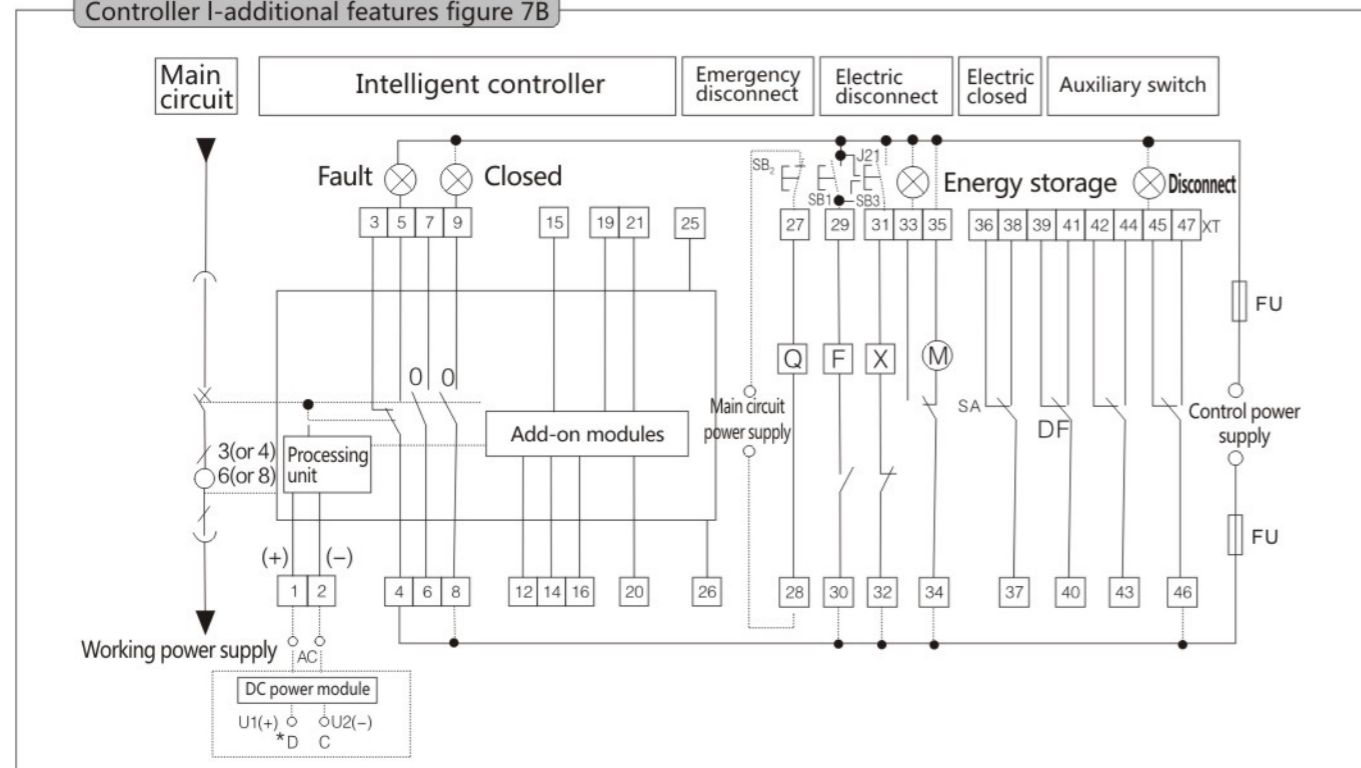 Controller I-additional features figure 7B
Main
circuit
Intelligent controller
Emergency
disconnect
Electric
disconnect
Electric
closed
Auxiliary switch
Fault
Closed
SB2
SB1
J21
SB3
Energy storage
Disconnect
3 5 7 9 15 19 21 25 27 29 31 33 35 36 38 39 41 42 44 45 47 XT
FU
0 0
Q F X M
SA
DF
Main circuit
power supply
Control power
supply
Add-on modules
3(or 4)
6(or 8)
Processing
unit
FU
(+) (−)
1 2 4 6 8 12 14 16 20 26 28 30 32 34 37 40 43 46
Working power supply
AC
DC power module
U1(+) U2(−)
*D C